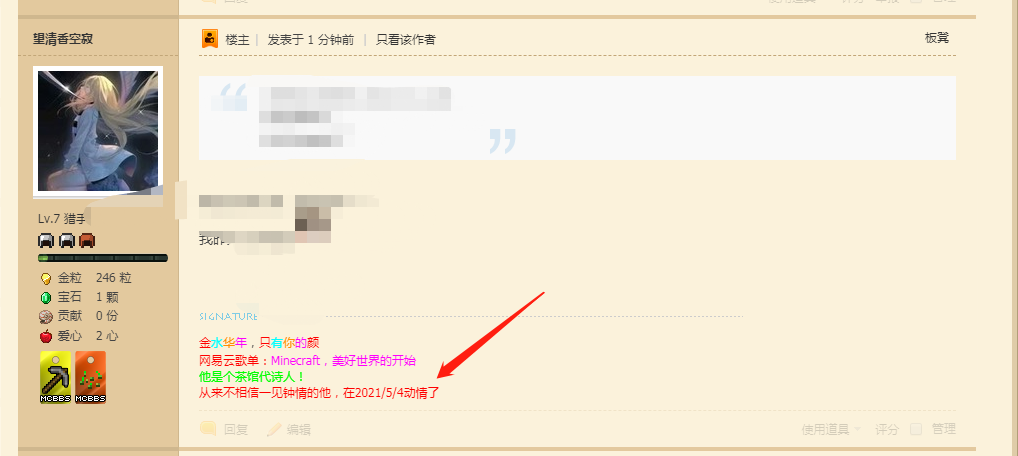 望清香空寂
楼主 | 发表于 1 分钟前 | 只看该作者
板凳
Lv.7 猎手
金粒 246 粒
宝石 1 颗
贡献 0 份
爱心 2 心
MCBBS MCBBS
我的
SIGNATURE
金水华年，只有你的颜
网易云歌单：Minecraft，美好世界的开始
他是个茶馆代诗人！
从来不相信一见钟情的他，在2021/5/4动情了
回复 编辑
使用道具 评分 管理